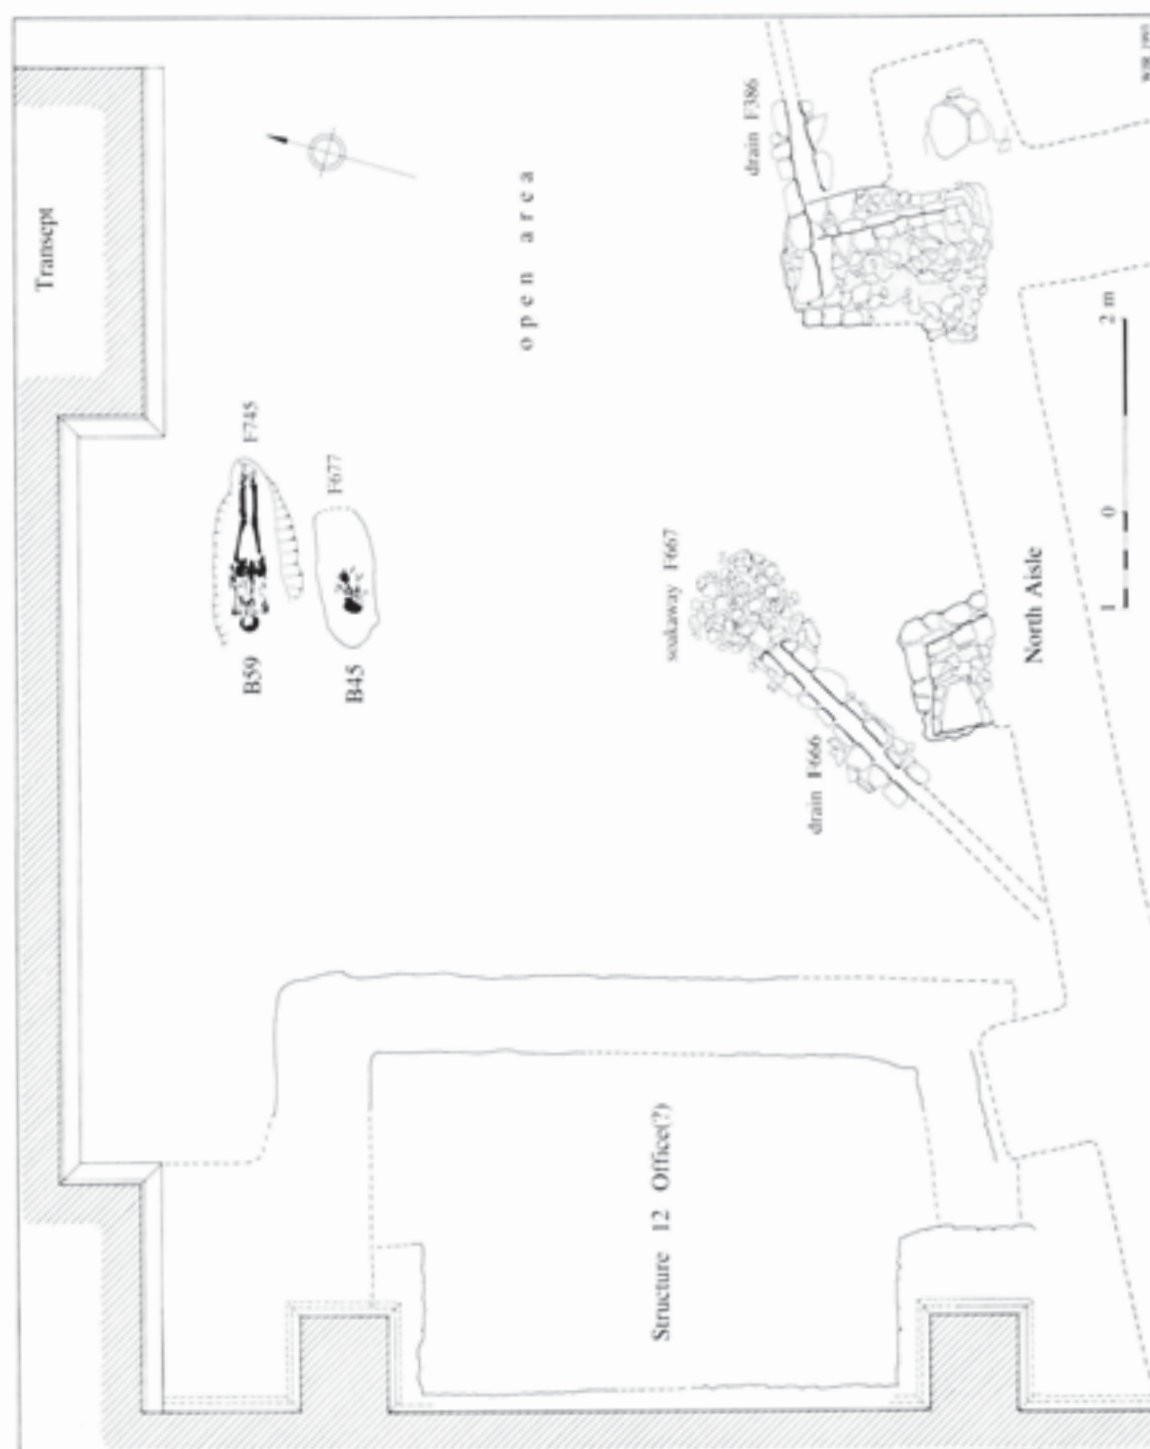 Transept
open area
drain F386
F745
F677
B59
B45
soakaway F667
drain F666
North Aisle
1 0 2 m
Structure 12 Office(?)